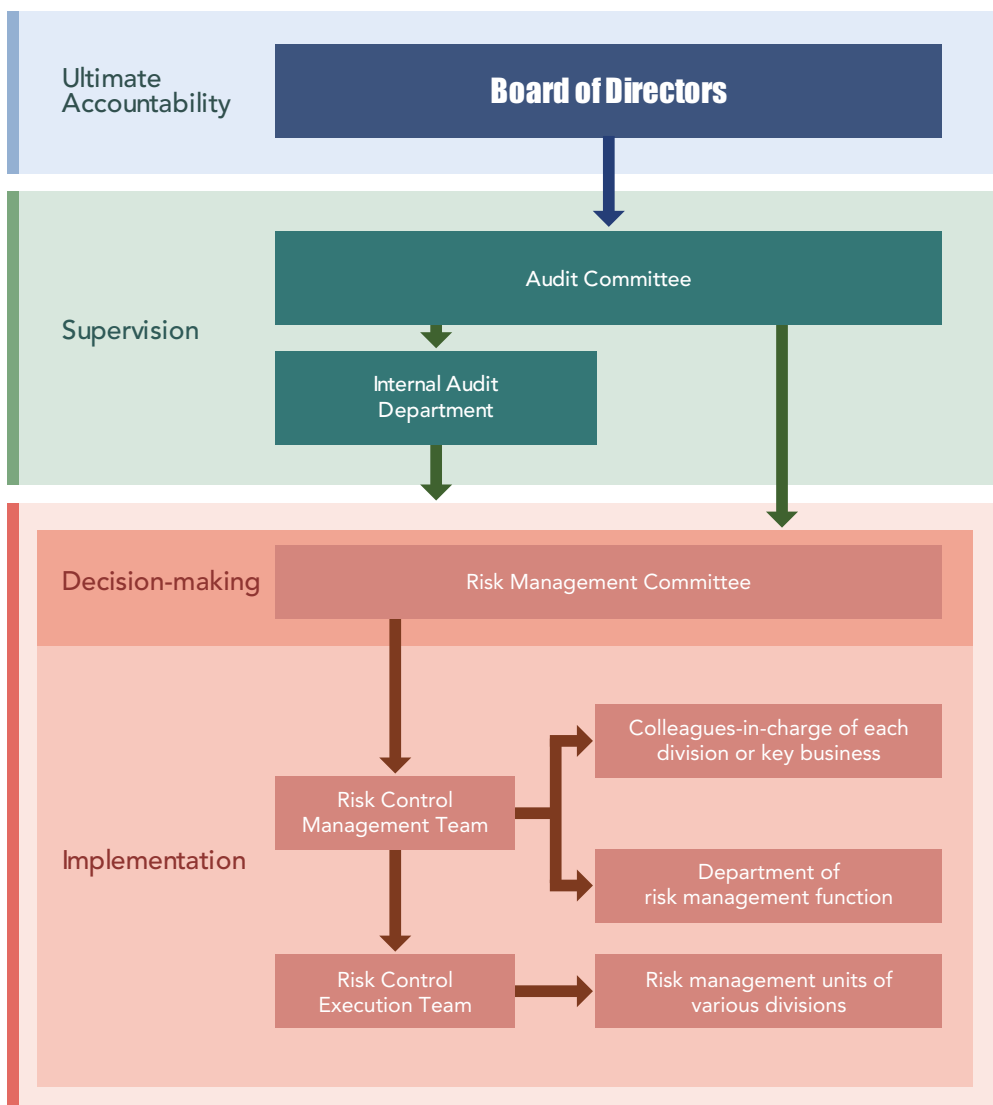 Ultimate
Accountability
Board of Directors
Supervision
Audit Committee
Internal Audit
Department
Decision-making
Risk Management Committee
Implementation
Risk Control
Management Team
Colleagues-in-charge of each
division or key business
Department of
risk management function
Risk Control
Execution Team
Risk management units of
various divisions